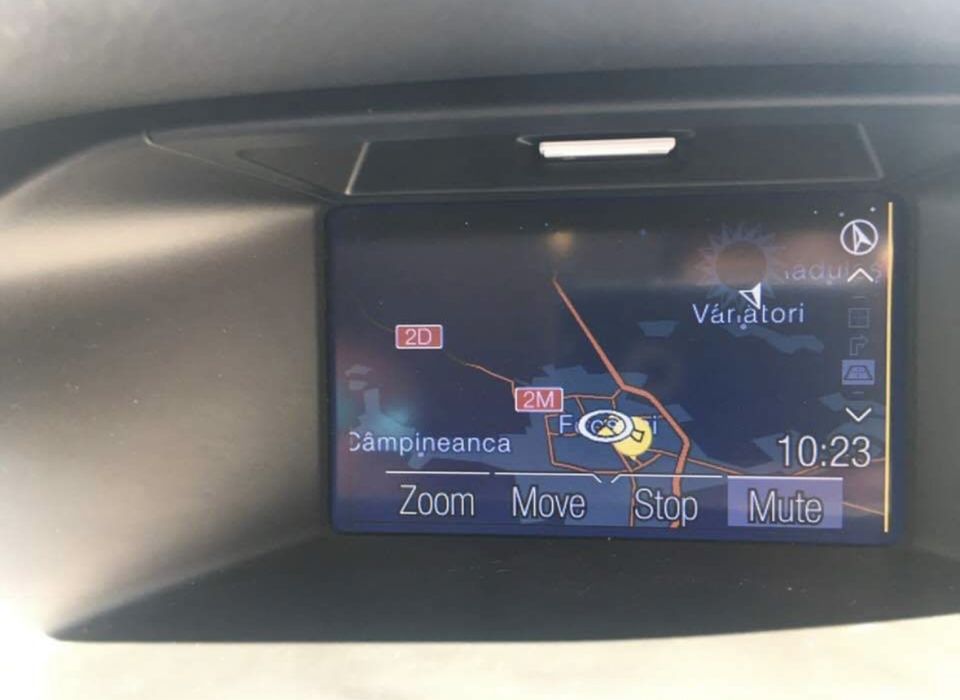 Vânători
2D
2M
Câmpineanca
10:23
Zoom Move Stop Mute